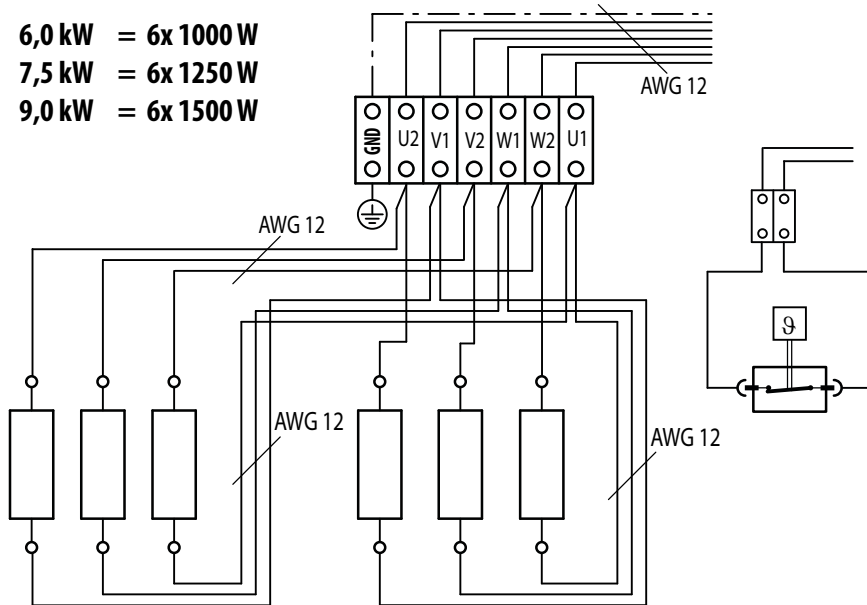 6,0 kW = 6x 1000 W
7,5 kW = 6x 1250 W
9,0 kW = 6x 1500 W
AWG 12
GND U2 V1 V2 W1 W2 U1
AWG 12
ϑ
AWG 12
AWG 12